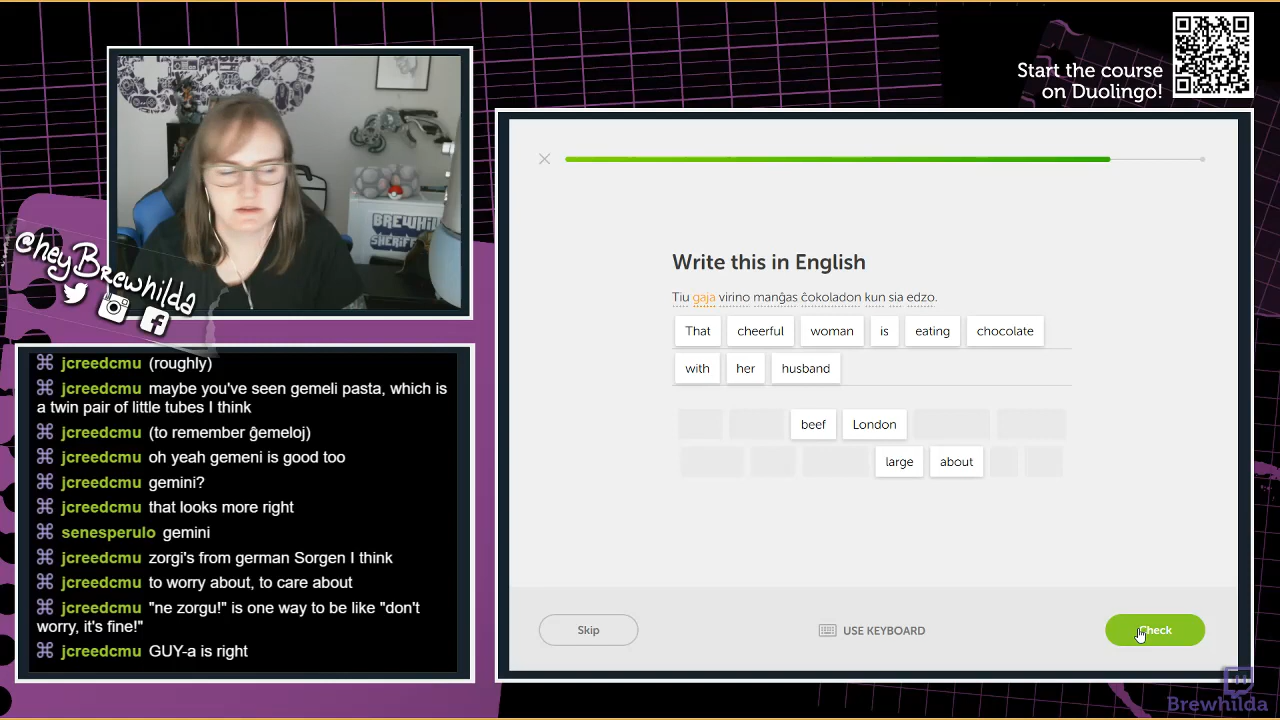 Start the course
on Duolingo!
BREWHILDA
SHERIFF
@heyBrewhilda
jcreedcmu (roughly)
jcreedcmu maybe you've seen gemeli pasta, which is
a twin pair of little tubes I think
jcreedcmu (to remember ĝemeloj)
jcreedcmu oh yeah gemeni is good too
jcreedcmu gemini?
jcreedcmu that looks more right
senesperulo gemini
jcreedcmu zorgi's from german Sorgen I think
jcreedcmu to worry about, to care about
jcreedcmu "ne zorgu!" is one way to be like "don't
worry, it's fine!"
jcreedcmu GUY-a is right
Write this in English
Tiu gaja virino manĝas ĉokoladon kun sia edzo.
That cheerful woman is eating chocolate
with her husband
beef London
large about
Skip USE KEYBOARD Check
Brewhilda